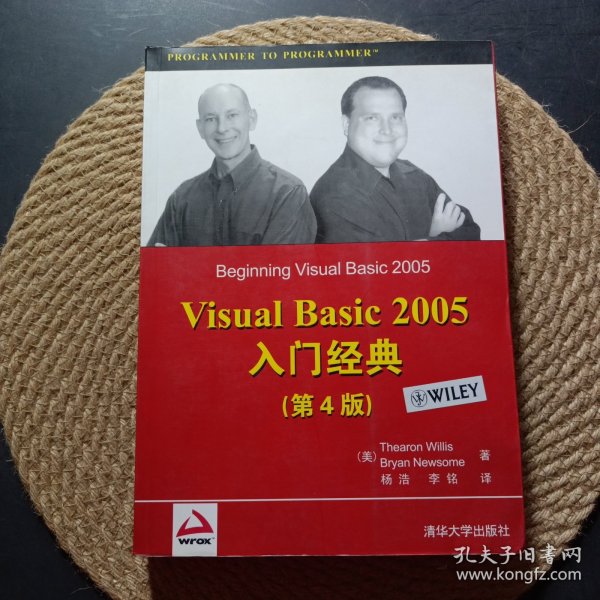 PROGRAMMER TO PROGRAMMER™
Beginning Visual Basic 2005
Visual Basic 2005
入门经典
(第4版)
WILEY
(美) Thearon Willis
Bryan Newsome 著
杨浩 李铭 译
wrox™
清华大学出版社
孔夫子旧书网
www.kongfz.com